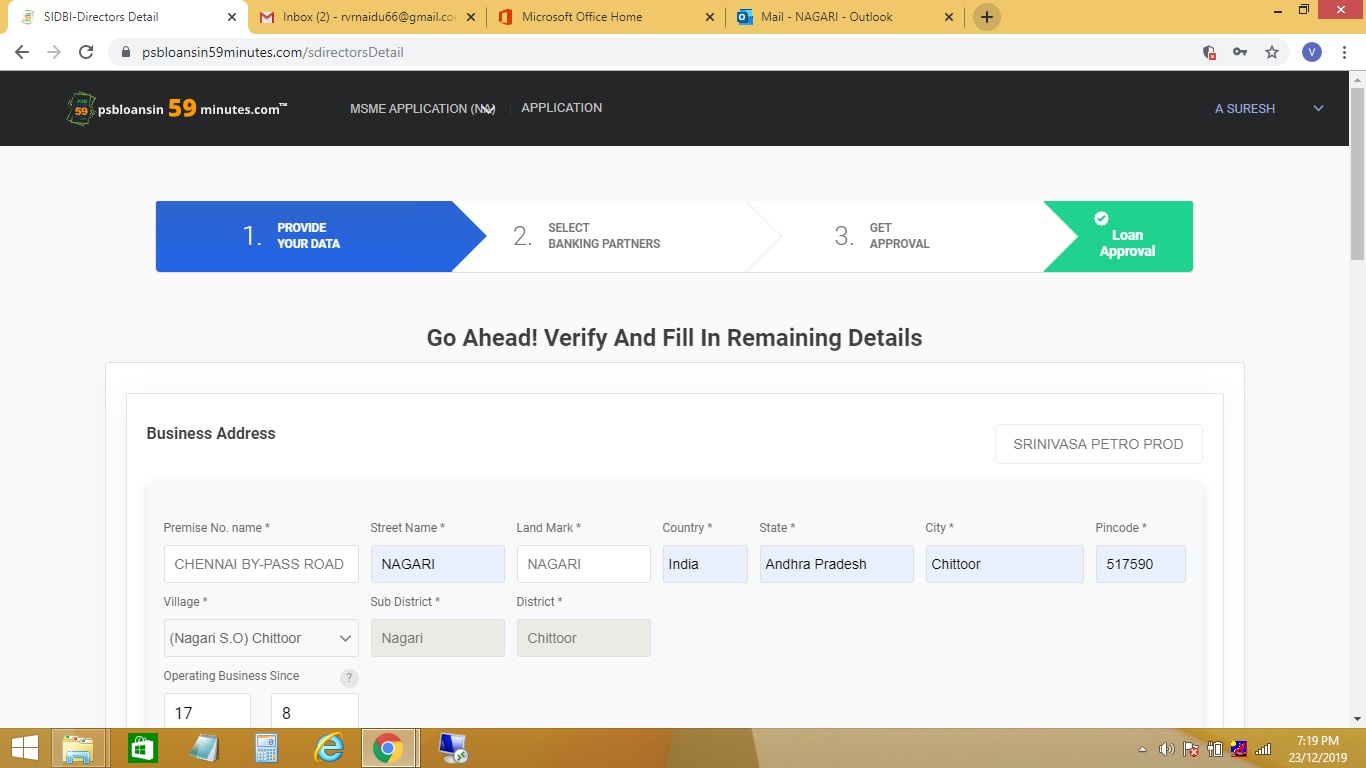 SIDBI-Directors Detail
Inbox (2) - rvrnaidu66@gmail.cor
Microsoft Office Home
Mail - NAGARI - Outlook
psbloansin59minutes.com/sdirectorsDetail
V
psbloansin 59 minutes.com™
MSME APPLICATION
APPLICATION
A SURESH
1. PROVIDE
YOUR DATA
2. SELECT
BANKING PARTNERS
3. GET
APPROVAL
Loan
Approval
Go Ahead! Verify And Fill In Remaining Details
Business Address
SRINIVASA PETRO PROD
Premise No. name * Street Name * Land Mark * Country * State * City * Pincode *
CHENNAI BY-PASS ROAD NAGARI NAGARI India Andhra Pradesh Chittoor 517590
Village * Sub District * District *
(Nagari S.O) Chittoor Nagari Chittoor
Operating Business Since ?
17 8
7:19 PM
23/12/2019